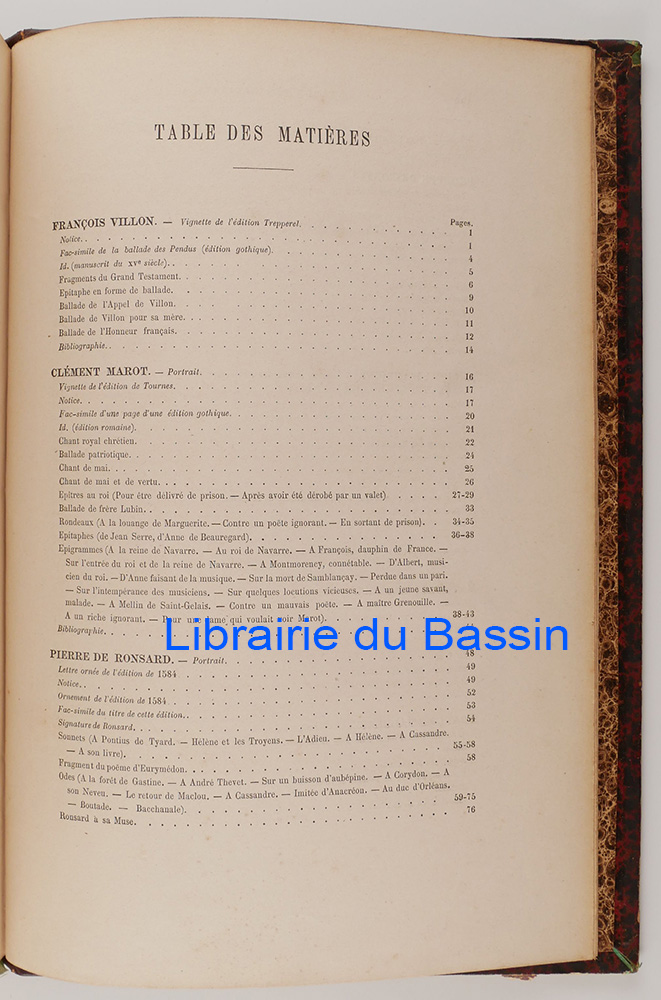 TABLE DES MATIÈRES
Pages.
FRANÇOIS VILLON. — Vignette de l'édition Trepperel. 1
Notice. 1
Fac-simile de la ballade des Pendus (édition gothique). 4
Id. (manuscrit du XVe siècle). 5
Fragments du Grand Testament. 6
Epitaphe en forme de ballade. 9
Ballade de l'Appel de Villon. 10
Ballade de Villon pour sa mère. 11
Ballade de l'Honneur français. 12
Bibliographie. 14
CLÉMENT MAROT. — Portrait. 16
Vignette de l'édition de Tournes. 17
Notice. 17
Fac-simile d'une page d'une édition gothique. 20
Id. (édition romaine). 21
Chant royal chrétien. 22
Ballade patriotique. 24
Chant de mai. 25
Chant de mai et de vertu. 26
Epîtres au roi (Pour être délivré de prison. — Après avoir été dérobé par un valet) 27-29
Ballade de frère Lubin. 33
Rondeaux (A la louange de Marguerite. — Contre un poète ignorant. — En sortant de prison). 34-35
Epitaphes (de Jean Serre, d'Anne de Beauregard). 36-38
Epigrammes (A la reine de Navarre. — Au roi de Navarre. — A François, dauphin de France. —
Sur l'entrée du roi et de la reine de Navarre. — A Montmorency, connétable. — D'Albert, musi-
cien du roi. — D'Anne faisant de la musique. — Sur la mort de Samblançay. — Perdue dans un pari.
— Sur l'intempérance des musiciens. — Sur quelques locutions vicieuses. — A un jeune savant,
malade. — A Mellin de Saint-Gelais. — Contre un mauvais poète. — A maître Grenouille. —
A un riche ignorant. — Pour une dame qui voulait voir Marot). 38-43
Bibliographie.
Librairie du Bassin
PIERRE DE RONSARD. — Portrait. 48
Lettre ornée de l'édition de 1584 49
Notice. 49
Ornement de l'édition de 1584 52
Fac-simile du titre de cette édition. 53
Signature de Ronsard. 54
Sonnets (A Pontius de Tyard. — Hélène et les Troyens. — L'Adieu. — A Hélène. — A Cassandre.
— A son livre). 55-58
Fragment du poème d'Eurymédon. 58
Odes (A la forêt de Gastine. — A André Thevet. — Sur un buisson d'aubépine. — A Corydon. — A
son Neveu. — Le retour de Maclou. — A Cassandre. — Imitée d'Anacréon. — Au duc d'Orléans.
— Boutade. — Bacchanale). 59-75
Ronsard à sa Muse. 76